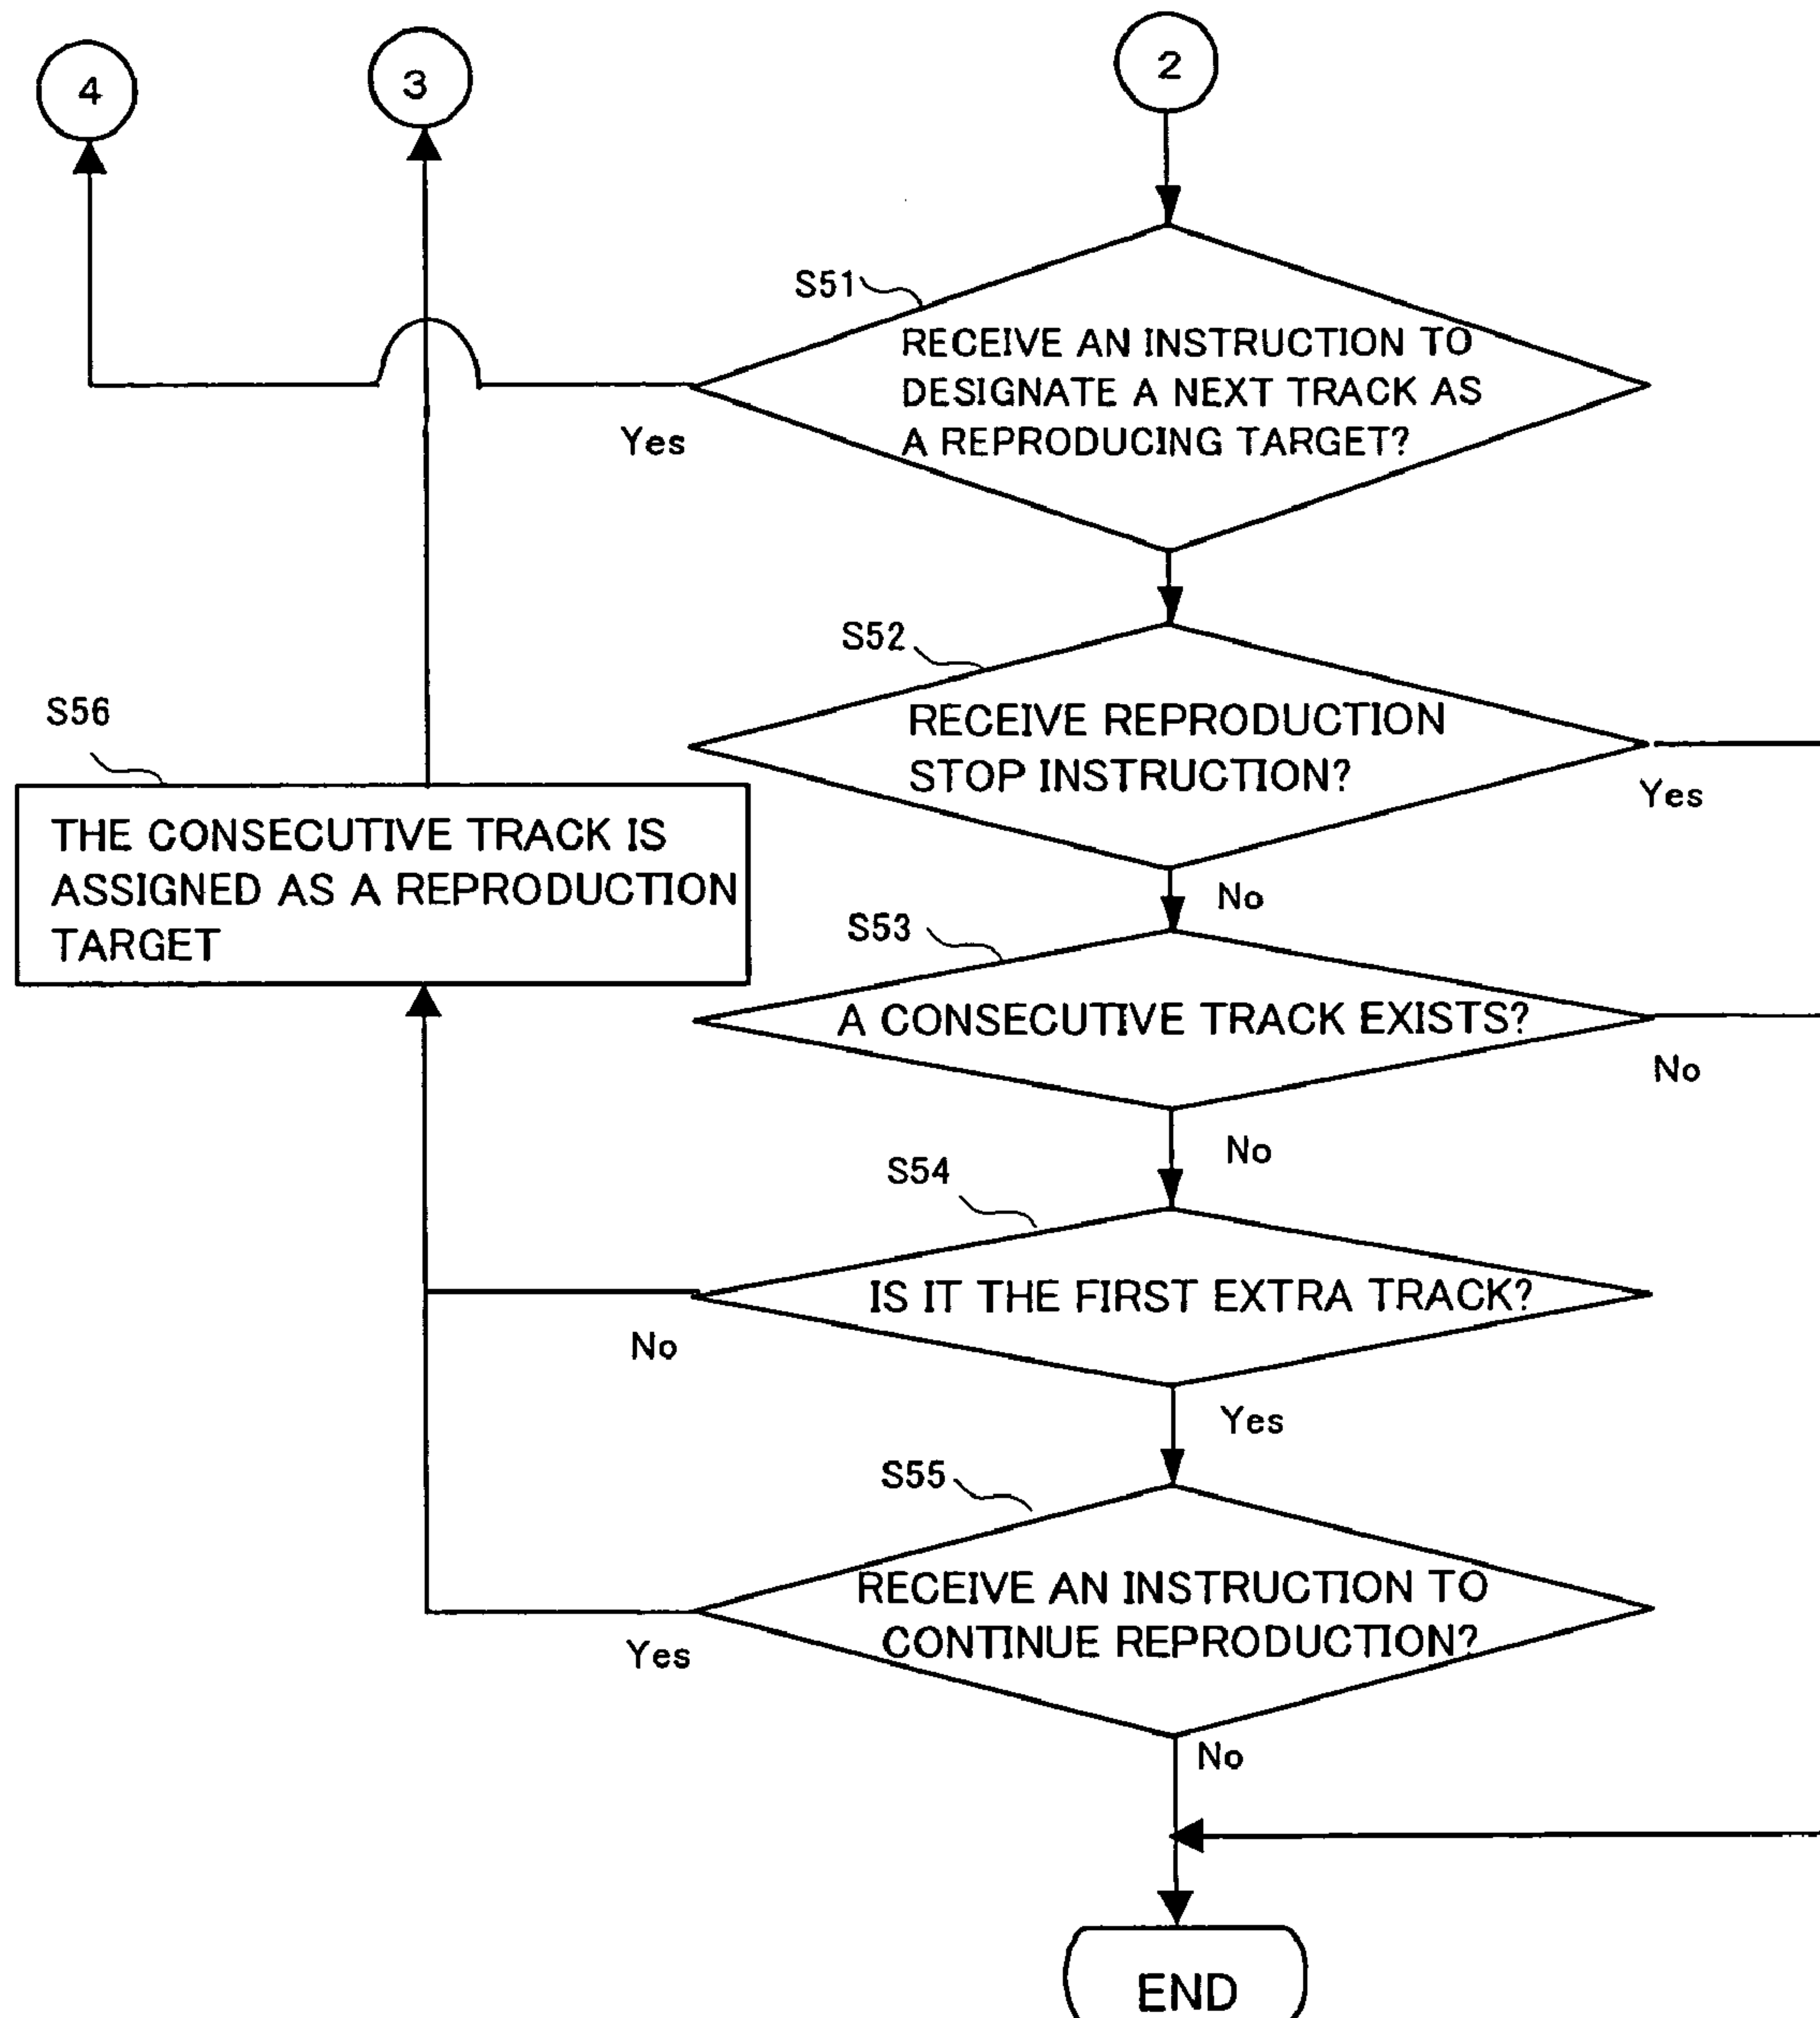 4
3
2
S51
RECEIVE AN INSTRUCTION TO
DESIGNATE A NEXT TRACK AS
A REPRODUCING TARGET?
Yes
S52
RECEIVE REPRODUCTION
STOP INSTRUCTION?
Yes
No
S56
THE CONSECUTIVE TRACK IS
ASSIGNED AS A REPRODUCTION
TARGET
S53
A CONSECUTIVE TRACK EXISTS?
No
No
S54
IS IT THE FIRST EXTRA TRACK?
No
Yes
S55
RECEIVE AN INSTRUCTION TO
CONTINUE REPRODUCTION?
Yes
No
END